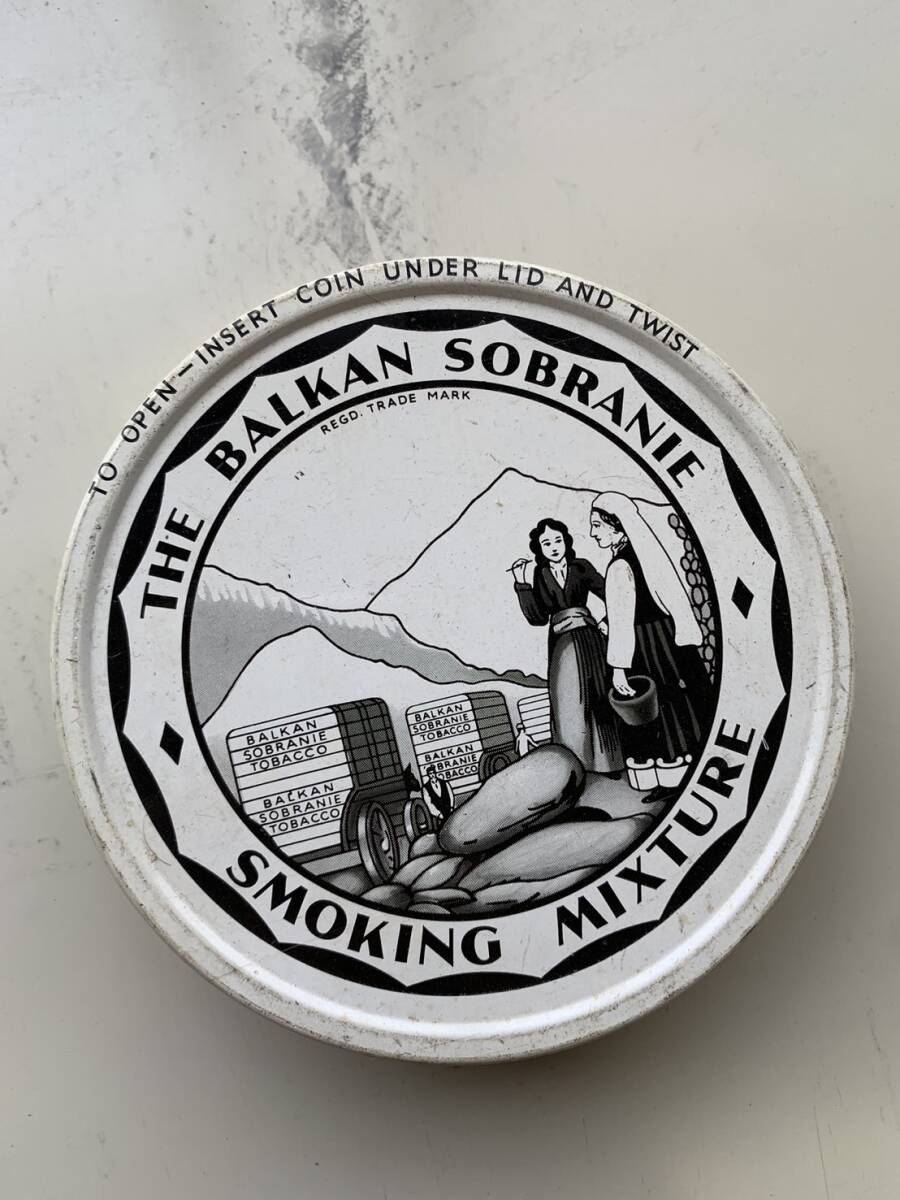 TO OPEN—INSERT COIN UNDER LID AND TWIST
THE BALKAN SOBRANIE
REGD. TRADE MARK
BALKAN
SOBRANIE
TOBACCO
BALKAN
SOBRANIE
TOBACCO
BALKAN
SOBRANIE
TOBACCO
BALKAN
SOBRANIE
TOBACCO
SMOKING MIXTURE